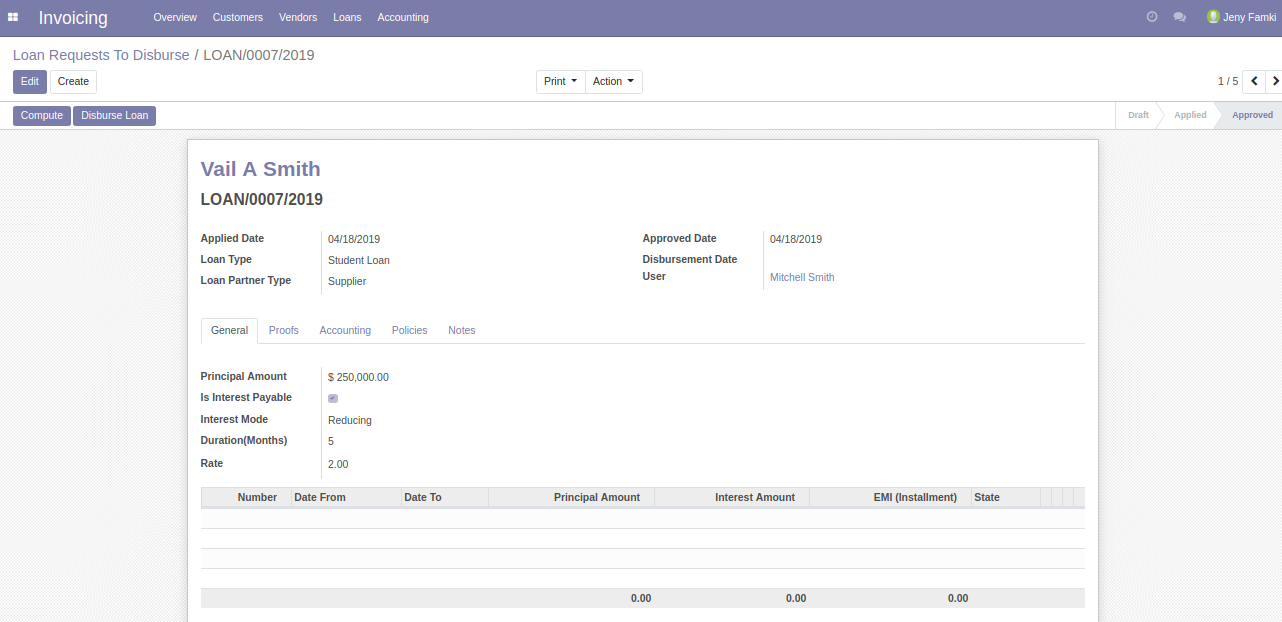 Invoicing Overview Customers Vendors Loans Accounting Jeny Famki
Loan Requests To Disburse / LOAN/0007/2019
Edit Create Print Action 1 / 5
Compute Disburse Loan Draft Applied Approved
Vail A Smith
LOAN/0007/2019
Applied Date 04/18/2019 Approved Date 04/18/2019
Loan Type Student Loan Disbursement Date
Loan Partner Type Supplier User Mitchell Smith
General Proofs Accounting Policies Notes
Principal Amount $ 250,000.00
Is Interest Payable
Interest Mode Reducing
Duration(Months) 5
Rate 2.00
Number Date From Date To Principal Amount Interest Amount EMI (Installment) State
0.00 0.00 0.00